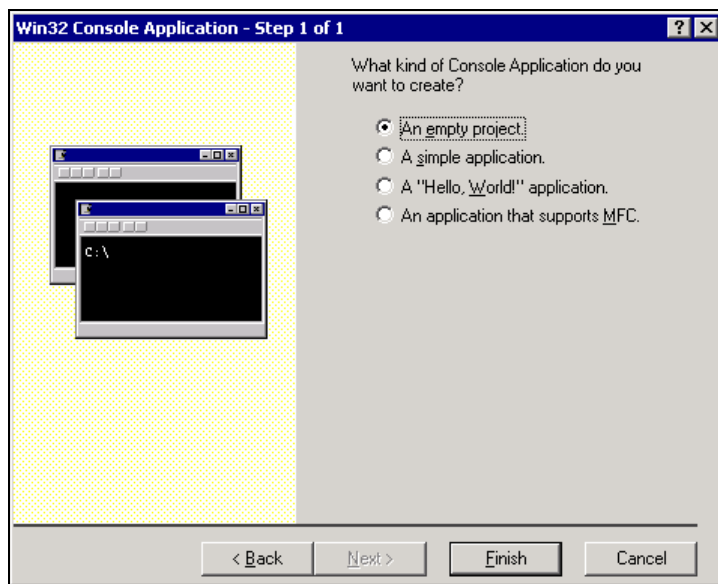 Win32 Console Application - Step 1 of 1
What kind of Console Application do you
want to create?
An empty project.
A simple application.
A "Hello, World!" application.
An application that supports MFC.
C:\
< Back
Next >
Finish
Cancel